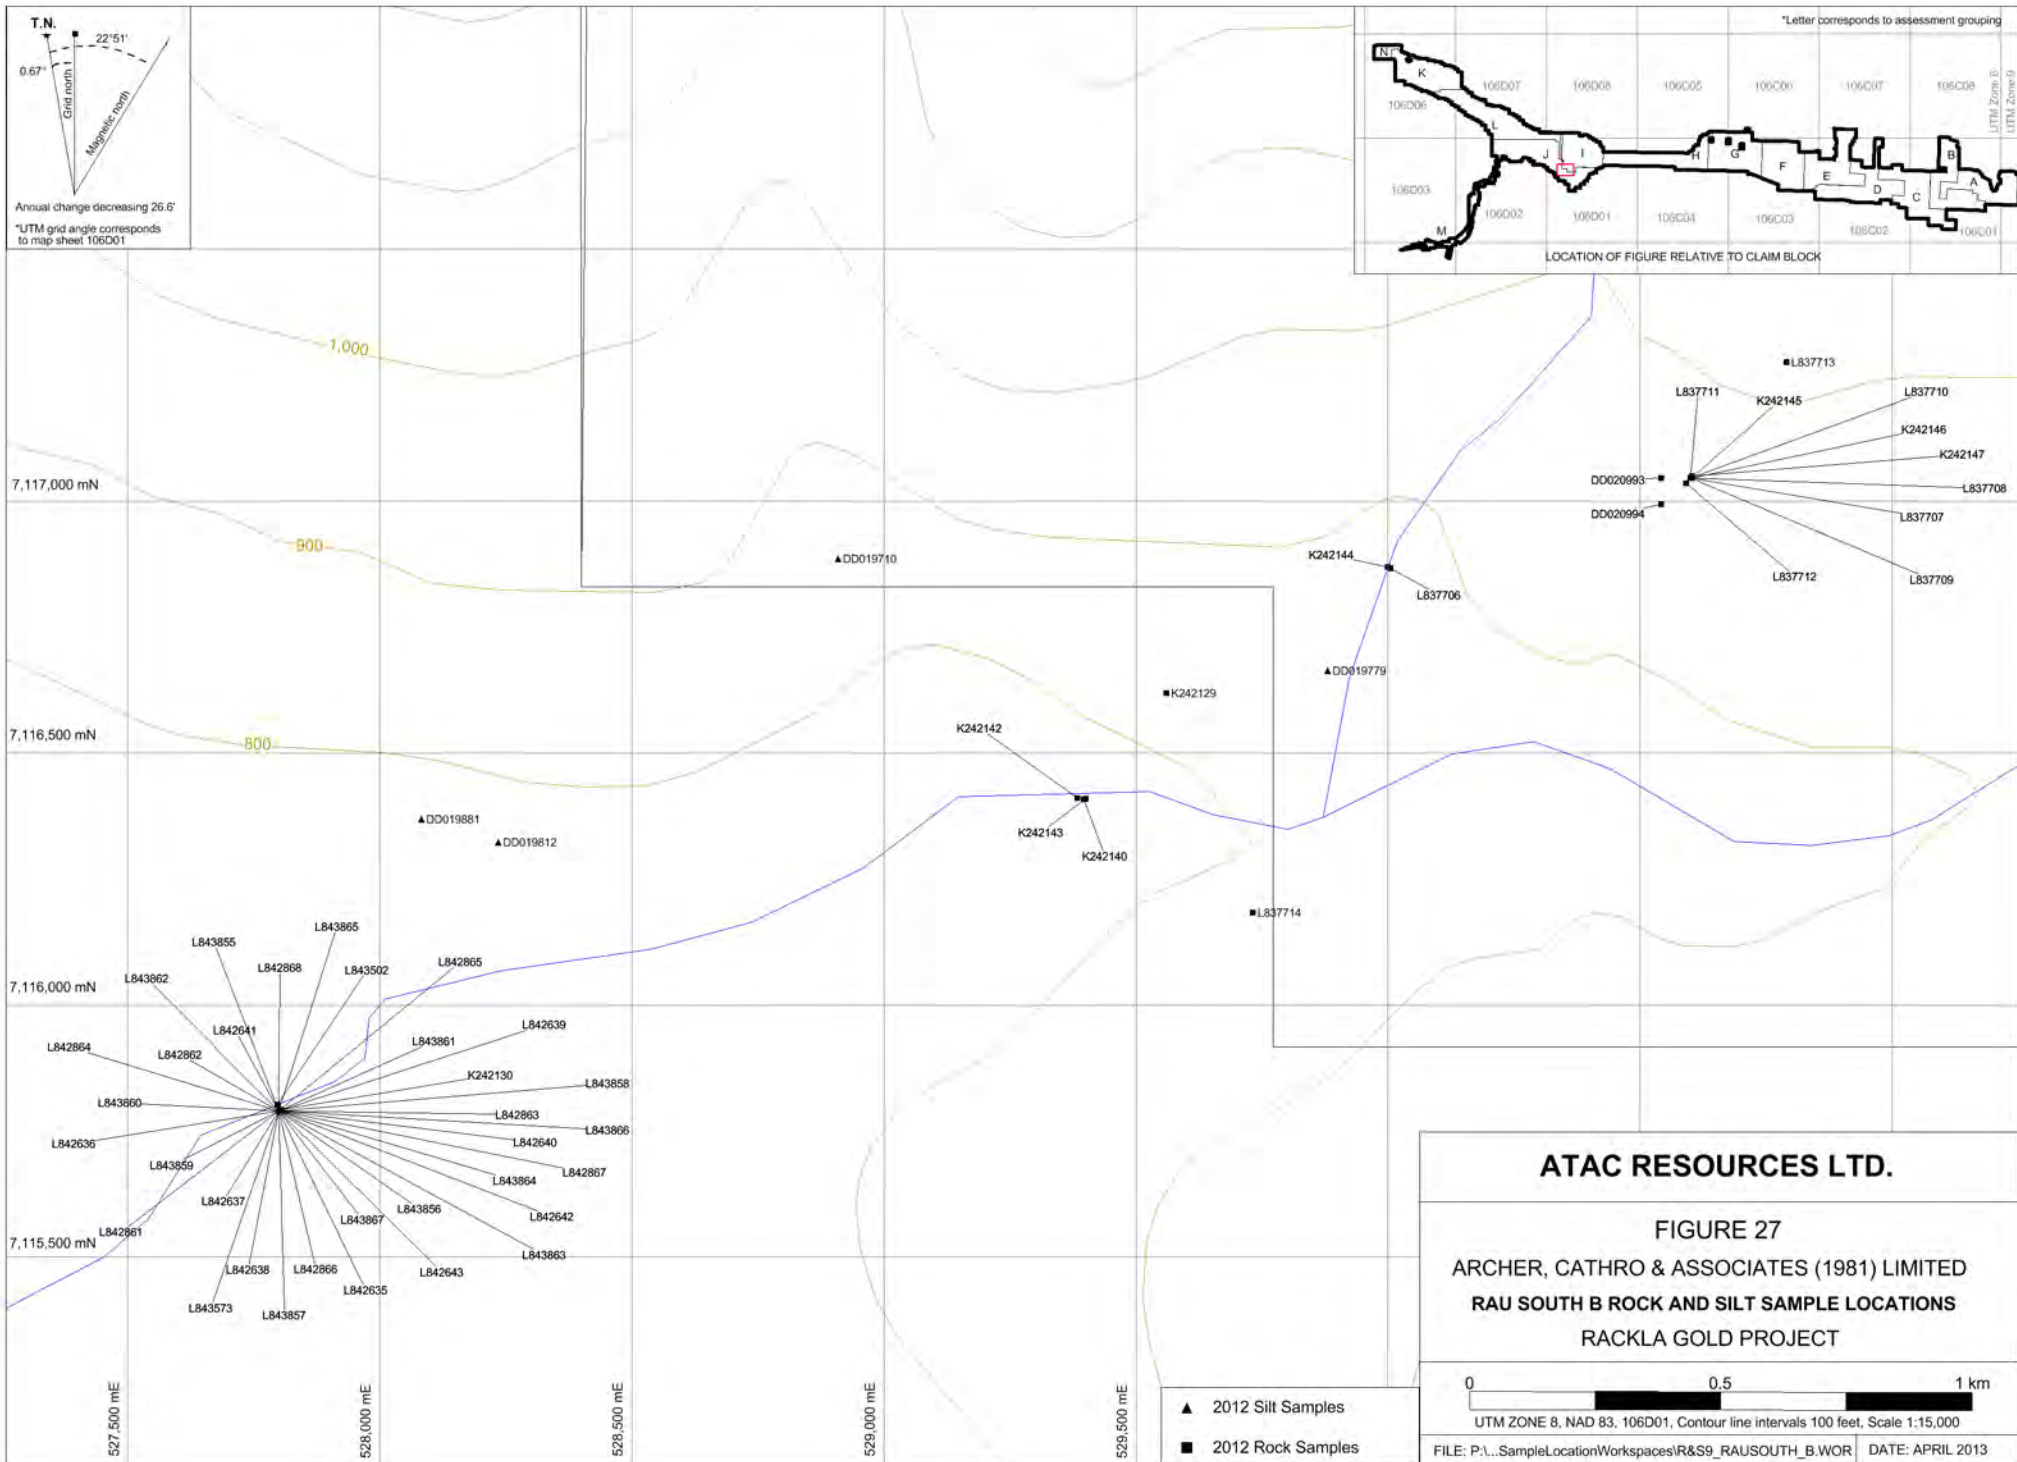 T.N.
22°51'
0.67°
Grid north
Magnetic north
Annual change decreasing 26.6'
*UTM grid angle corresponds
to map sheet 106D01
*Letter corresponds to assessment grouping
N
K
106D07
106D08
106C05
106C06
106C07
106C08
UTM Zone 8
UTM Zone 9
106D06
L
J
I
H
G
F
E
D
C
B
A
106D03
106D02
106D01
106C04
106C03
106C02
106C01
M
LOCATION OF FIGURE RELATIVE TO CLAIM BLOCK
1,000
L837713
L837711
K242145
L837710
K242146
K242147
7,117,000 mN
DD020993
L837708
DD020994
L837707
900
DD019710
K242144
L837712
L837709
L837706
DD019779
K242129
7,116,500 mN
K242142
800
DD019881
K242143
DD019812
K242140
L837714
L843865
L843855
L842868
L843502
L842865
L843862
7,116,000 mN
L842641
L842639
L842864
L842862
L843861
K242130
L843858
L843860
L842863
L843866
L842636
L842640
L843859
L842867
L843864
L842637
L843856
L842642
L843867
L842861
7,115,500 mN
L843863
L842638
L842866
L842643
L842635
L843573
L843857
527,500 mE
528,000 mE
528,500 mE
529,000 mE
529,500 mE
2012 Silt Samples
2012 Rock Samples
ATAC RESOURCES LTD.
FIGURE 27
ARCHER, CATHRO & ASSOCIATES (1981) LIMITED
RAU SOUTH B ROCK AND SILT SAMPLE LOCATIONS
RACKLA GOLD PROJECT
0 0.5 1 km
UTM ZONE 8, NAD 83, 106D01, Contour line intervals 100 feet, Scale 1:15,000
FILE: P:\...SampleLocationWorkspaces\R&S9_RAUSOUTH_B.WOR
DATE: APRIL 2013